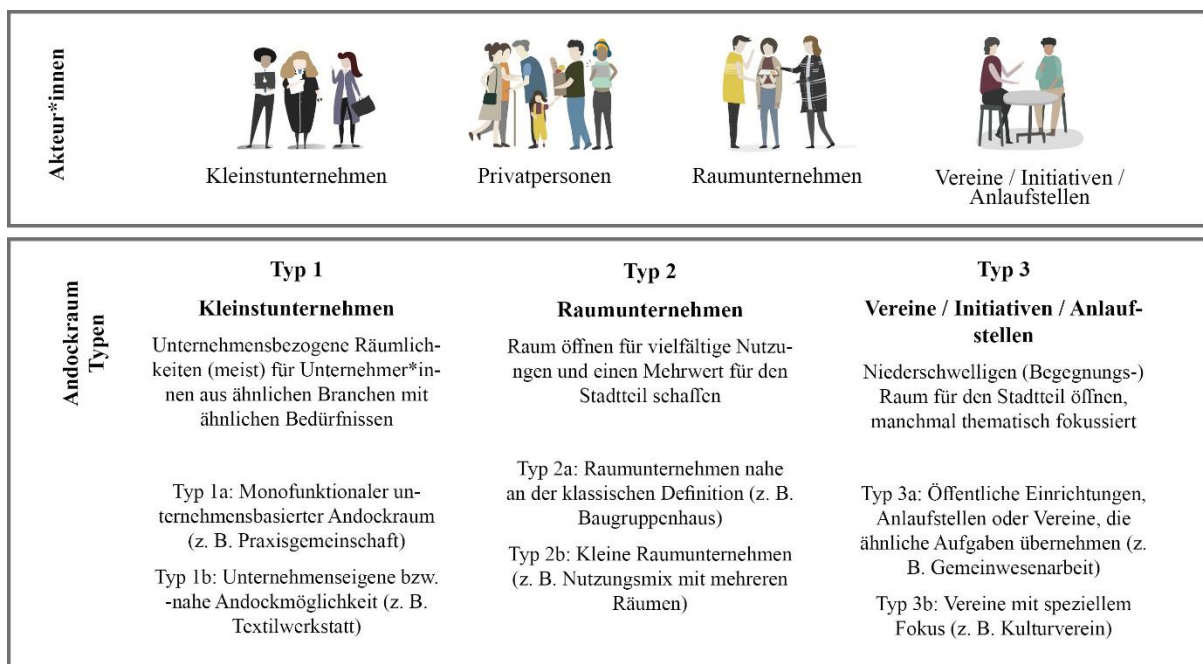 Akteur*innen
Kleinstunternehmen
Privatpersonen
Raumunternehmen
Vereine / Initiativen /
Anlaufstellen
Andockraum
Typen
Typ 1
Kleinstunternehmen
Unternehmensbezogene Räumlich-
keiten (meist) für Unternehmer*in-
nen aus ähnlichen Branchen mit
ähnlichen Bedürfnissen
Typ 1a: Monofunktionaler un-
ternehmensbasierter Andockraum
(z. B. Praxisgemeinschaft)
Typ 1b: Unternehmenseigene bzw.
-nahe Andockmöglichkeit (z. B.
Textilwerkstatt)
Typ 2
Raumunternehmen
Raum öffnen für vielfältige Nutzu-
ngen und einen Mehrwert für den
Stadtteil schaffen
Typ 2a: Raumunternehmen nahe
an der klassischen Definition (z. B.
Baugruppenhaus)
Typ 2b: Kleine Raumunternehmen
(z. B. Nutzungsmix mit mehreren
Räumen)
Typ 3
Vereine / Initiativen / Anlauf-
stellen
Niederschwelligen (Begegnungs-)
Raum für den Stadtteil öffnen,
manchmal thematisch fokussiert
Typ 3a: Öffentliche Einrichtungen,
Anlaufstellen oder Vereine, die
ähnliche Aufgaben übernehmen (z.
B. Gemeinwesenarbeit)
Typ 3b: Vereine mit speziellem
Fokus (z. B. Kulturverein)